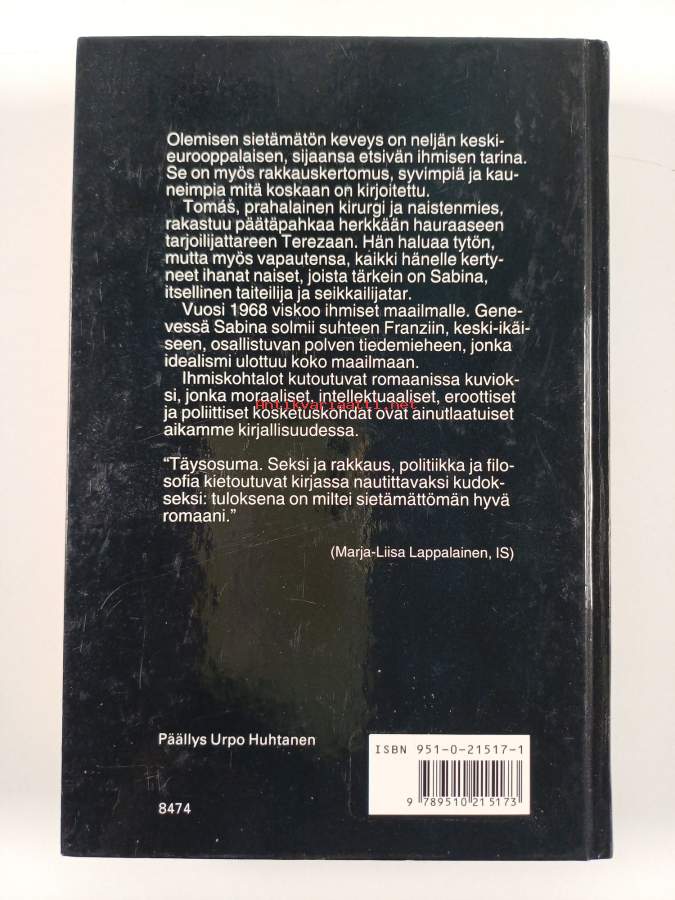 Olemisen sietämätön keveys on neljän keski-
eurooppalaisen, sijaansa etsivän ihmisen tarina.
Se on myös rakkauskertomus, syvimpiä ja kau-
neimpia mitä koskaan on kirjoitettu.
Tomáš, prahalainen kirurgi ja naistenmies,
rakastuu päätäpahkaa herkkään hauraaseen
tarjoilijattareen Terezaan. Hän haluaa tytön,
mutta myös vapautensa, kaikki hänelle kerty-
neet ihanat naiset, joista tärkein on Sabina,
itsellinen taiteilija ja seikkailijatar.
Vuosi 1968 viskoo ihmiset maailmalle. Gene-
vessä Sabina solmii suhteen Franziin, keski-ikäi-
seen, osallistuvan polven tiedemieheen, jonka
idealismi ulottuu koko maailmaan.
Ihmiskohtalot kutoutuvat romaanissa kuviok-
si, jonka moraaliset, intellektuaaliset, eroottiset
Antikvariaatti.net
ja poliittiset kosketuskohdat ovat ainutlaatuiset
aikamme kirjallisuudessa.
"Täysosuma. Seksi ja rakkaus, politiikka ja filo-
sofia kietoutuvat kirjassa nautittavaksi kudok-
seksi: tuloksena on miltei sietämättömän hyvä
romaani."
(Marja-Liisa Lappalainen, IS)
Päällys Urpo Huhtanen
ISBN 951-0-21517-1
9 789510 215173
8474